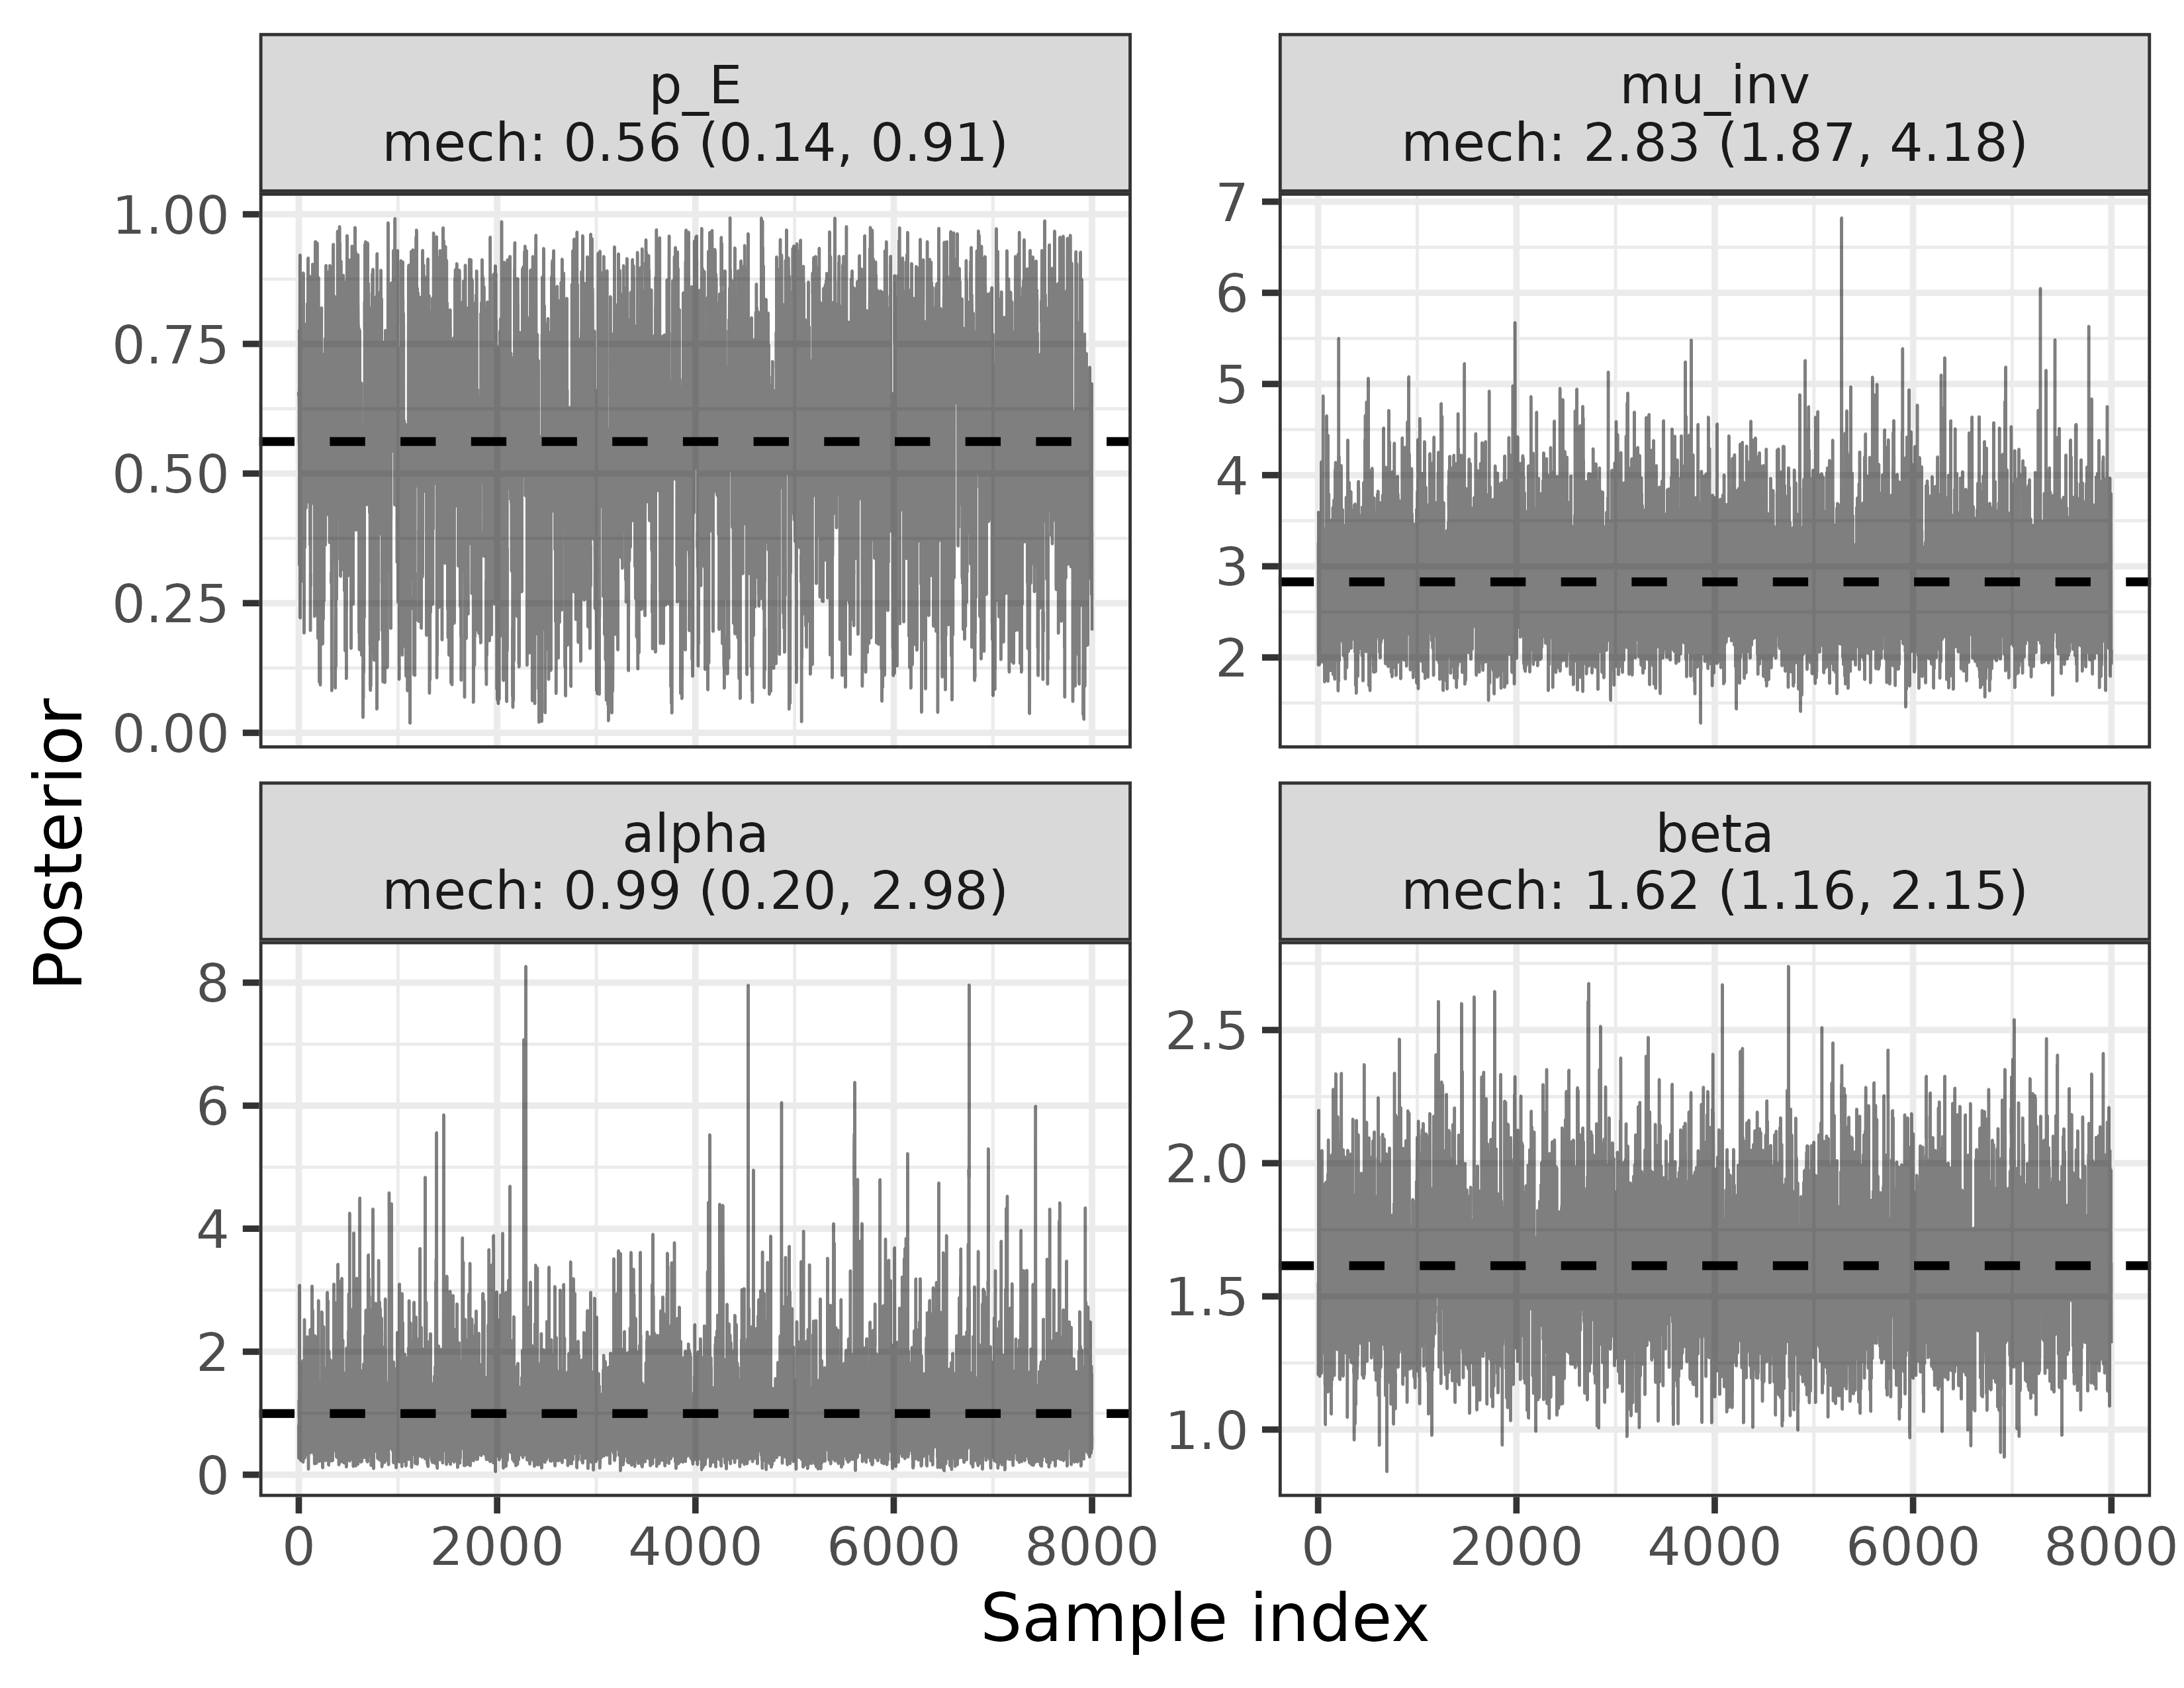 p_E
mech: 0.56 (0.14, 0.91)
mu_inv
mech: 2.83 (1.87, 4.18)
1.00
0.75
0.50
0.25
0.00
7
6
5
4
3
2
Posterior
alpha
mech: 0.99 (0.20, 2.98)
beta
mech: 1.62 (1.16, 2.15)
8
6
4
2
0
2.5
2.0
1.5
1.0
0 2000 4000 6000 8000
0 2000 4000 6000 8000
Sample index